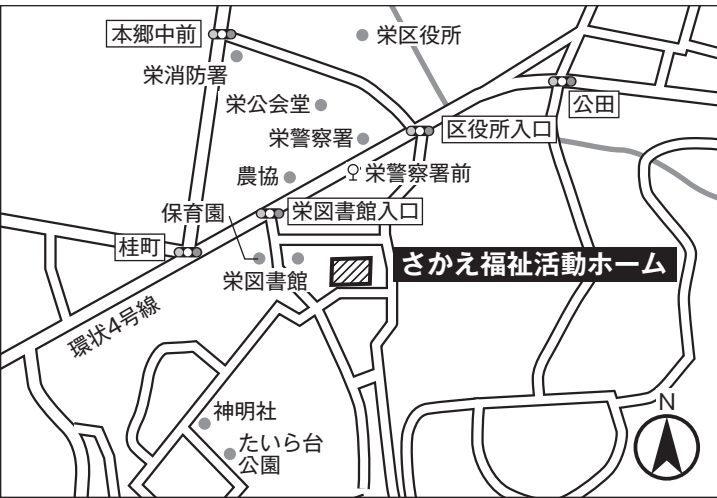 本郷中前
栄区役所
栄消防署
栄公会堂
公田
栄警察署
区役所入口
農協
栄警察署前
保育園
栄図書館入口
桂町
さかえ福祉活動ホーム
栄図書館
環状4号線
N
神明社
たいら台
公園